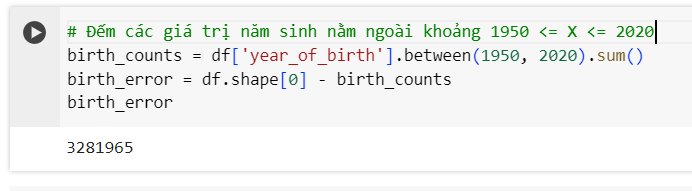 # Đếm các giá trị năm sinh nằm ngoài khoảng 1950 <= X <= 2020
birth_counts = df['year_of_birth'].between(1950, 2020).sum()
birth_error = df.shape[0] - birth_counts
birth_error
3281965